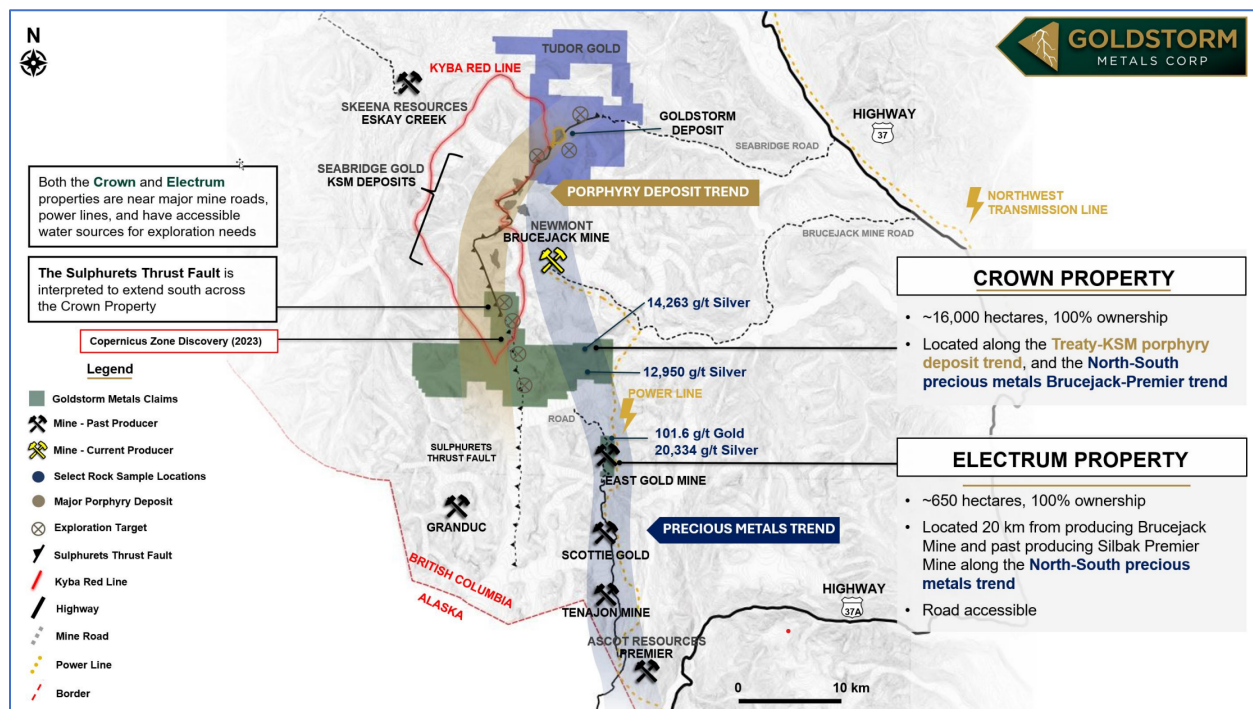 N
GOLDSTORM
METALS CORP
TUDOR GOLD
KYBA RED LINE
SKEENA RESOURCES
ESKAY CREEK
GOLDSTORM
DEPOSIT
HIGHWAY
37
SEABRIDGE ROAD
SEABRIDGE GOLD
KSM DEPOSITS
PORPHYRY DEPOSIT TREND
NORTHWEST
TRANSMISSION LINE
NEWMONT
BRUCEJACK MINE
BRUCEJACK MINE ROAD
Both the Crown and Electrum
properties are near major mine roads,
power lines, and have accessible
water sources for exploration needs
The Sulphurets Thrust Fault is
interpreted to extend south across
the Crown Property
Copernicus Zone Discovery (2023)
14,263 g/t Silver
12,950 g/t Silver
POWER LINE
ROAD
101.6 g/t Gold
20,334 g/t Silver
EAST GOLD MINE
SULPHURETS
THRUST FAULT
GRANDUC
SCOTTIE GOLD
PRECIOUS METALS TREND
BRITISH COLUMBIA
ALASKA
TENAJON MINE
HIGHWAY
37A
ASCOT RESOURCES
PREMIER
0 10 km
CROWN PROPERTY
• ~16,000 hectares, 100% ownership
• Located along the Treaty-KSM porphyry
deposit trend, and the North-South
precious metals Brucejack-Premier trend
ELECTRUM PROPERTY
• ~650 hectares, 100% ownership
• Located 20 km from producing Brucejack
Mine and past producing Silbak Premier
Mine along the North-South precious
metals trend
• Road accessible
Legend
Goldstorm Metals Claims
Mine - Past Producer
Mine - Current Producer
Select Rock Sample Locations
Major Porphyry Deposit
Exploration Target
Sulphurets Thrust Fault
Kyba Red Line
Highway
Mine Road
Power Line
Border